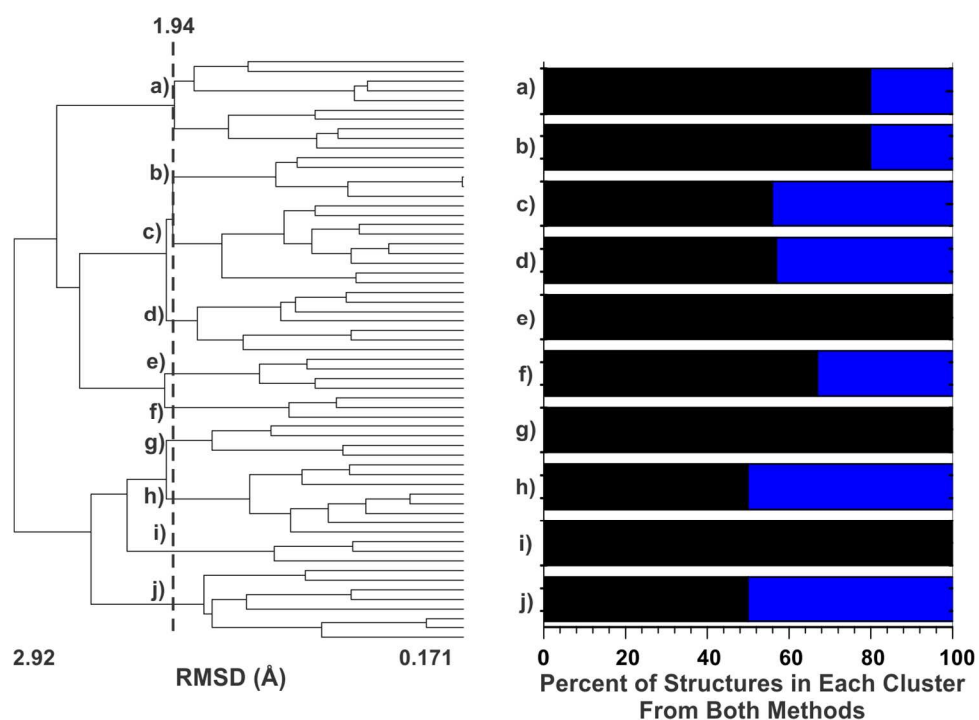 1.94
a)
b)
c)
d)
e)
f)
g)
h)
i)
j)
2.92
0.171
RMSD (Å)
a)
b)
c)
d)
e)
f)
g)
h)
i)
j)
0 20 40 60 80 100
Percent of Structures in Each Cluster
From Both Methods